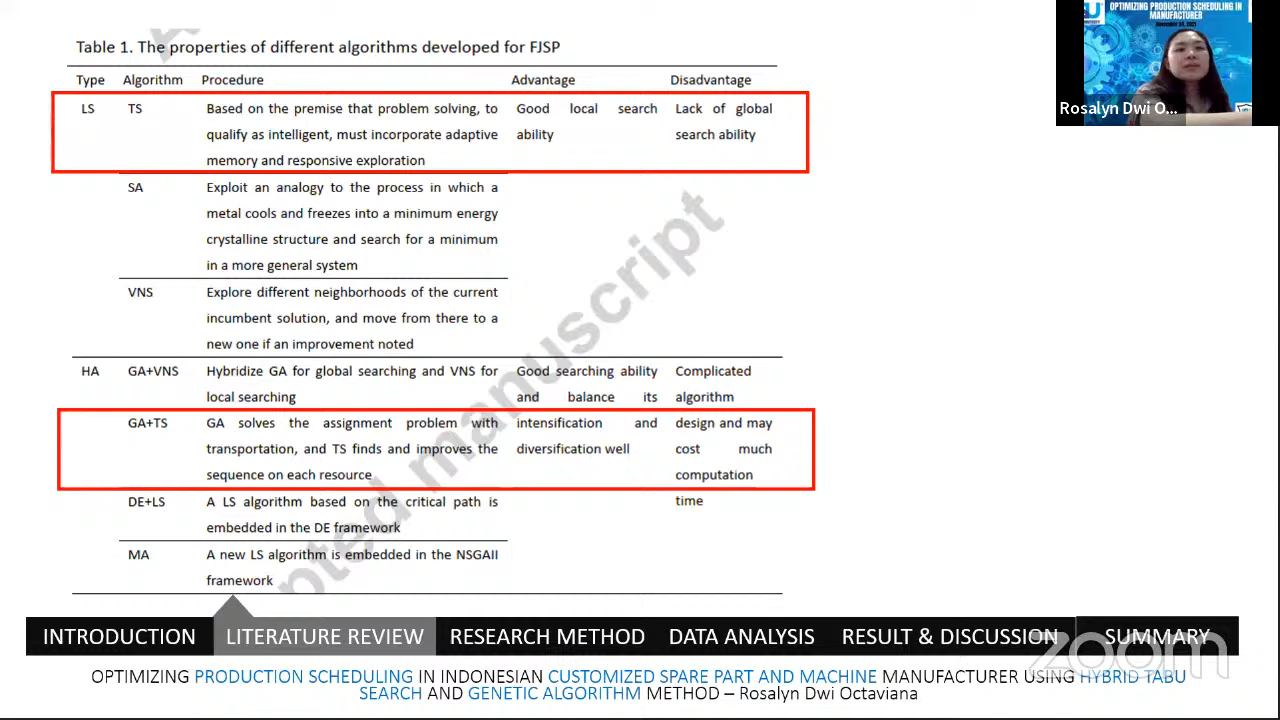 Table 1. The properties of different algorithms developed for FJSP
Type Algorithm Procedure Advantage Disadvantage
LS TS Based on the premise that problem solving, to Good local search Lack of global
qualify as intelligent, must incorporate adaptive ability search ability
memory and responsive exploration
SA Exploit an analogy to the process in which a
metal cools and freezes into a minimum energy
crystalline structure and search for a minimum
in a more general system
VNS Explore different neighborhoods of the current
incumbent solution, and move from there to a
new one if an improvement noted
HA GA+VNS Hybridize GA for global searching and VNS for Good searching ability Complicated
local searching and balance its algorithm
GA+TS GA solves the assignment problem with intensification and design and may
transportation, and TS finds and improves the diversification well cost much
sequence on each resource computation
DE+LS A LS algorithm based on the critical path is time
embedded in the DE framework
MA A new LS algorithm is embedded in the NSGAII
framework
pted manuscript
OPTIMIZING PRODUCTION SCHEDULING IN
MANUFACTURER
Rosalyn Dwi O...
INTRODUCTION LITERATURE REVIEW RESEARCH METHOD DATA ANALYSIS RESULT & DISCUSSION SUMMARY
zoom
OPTIMIZING PRODUCTION SCHEDULING IN INDONESIAN CUSTOMIZED SPARE PART AND MACHINE MANUFACTURER USING HYBRID TABU
SEARCH AND GENETIC ALGORITHM METHOD – Rosalyn Dwi Octaviana